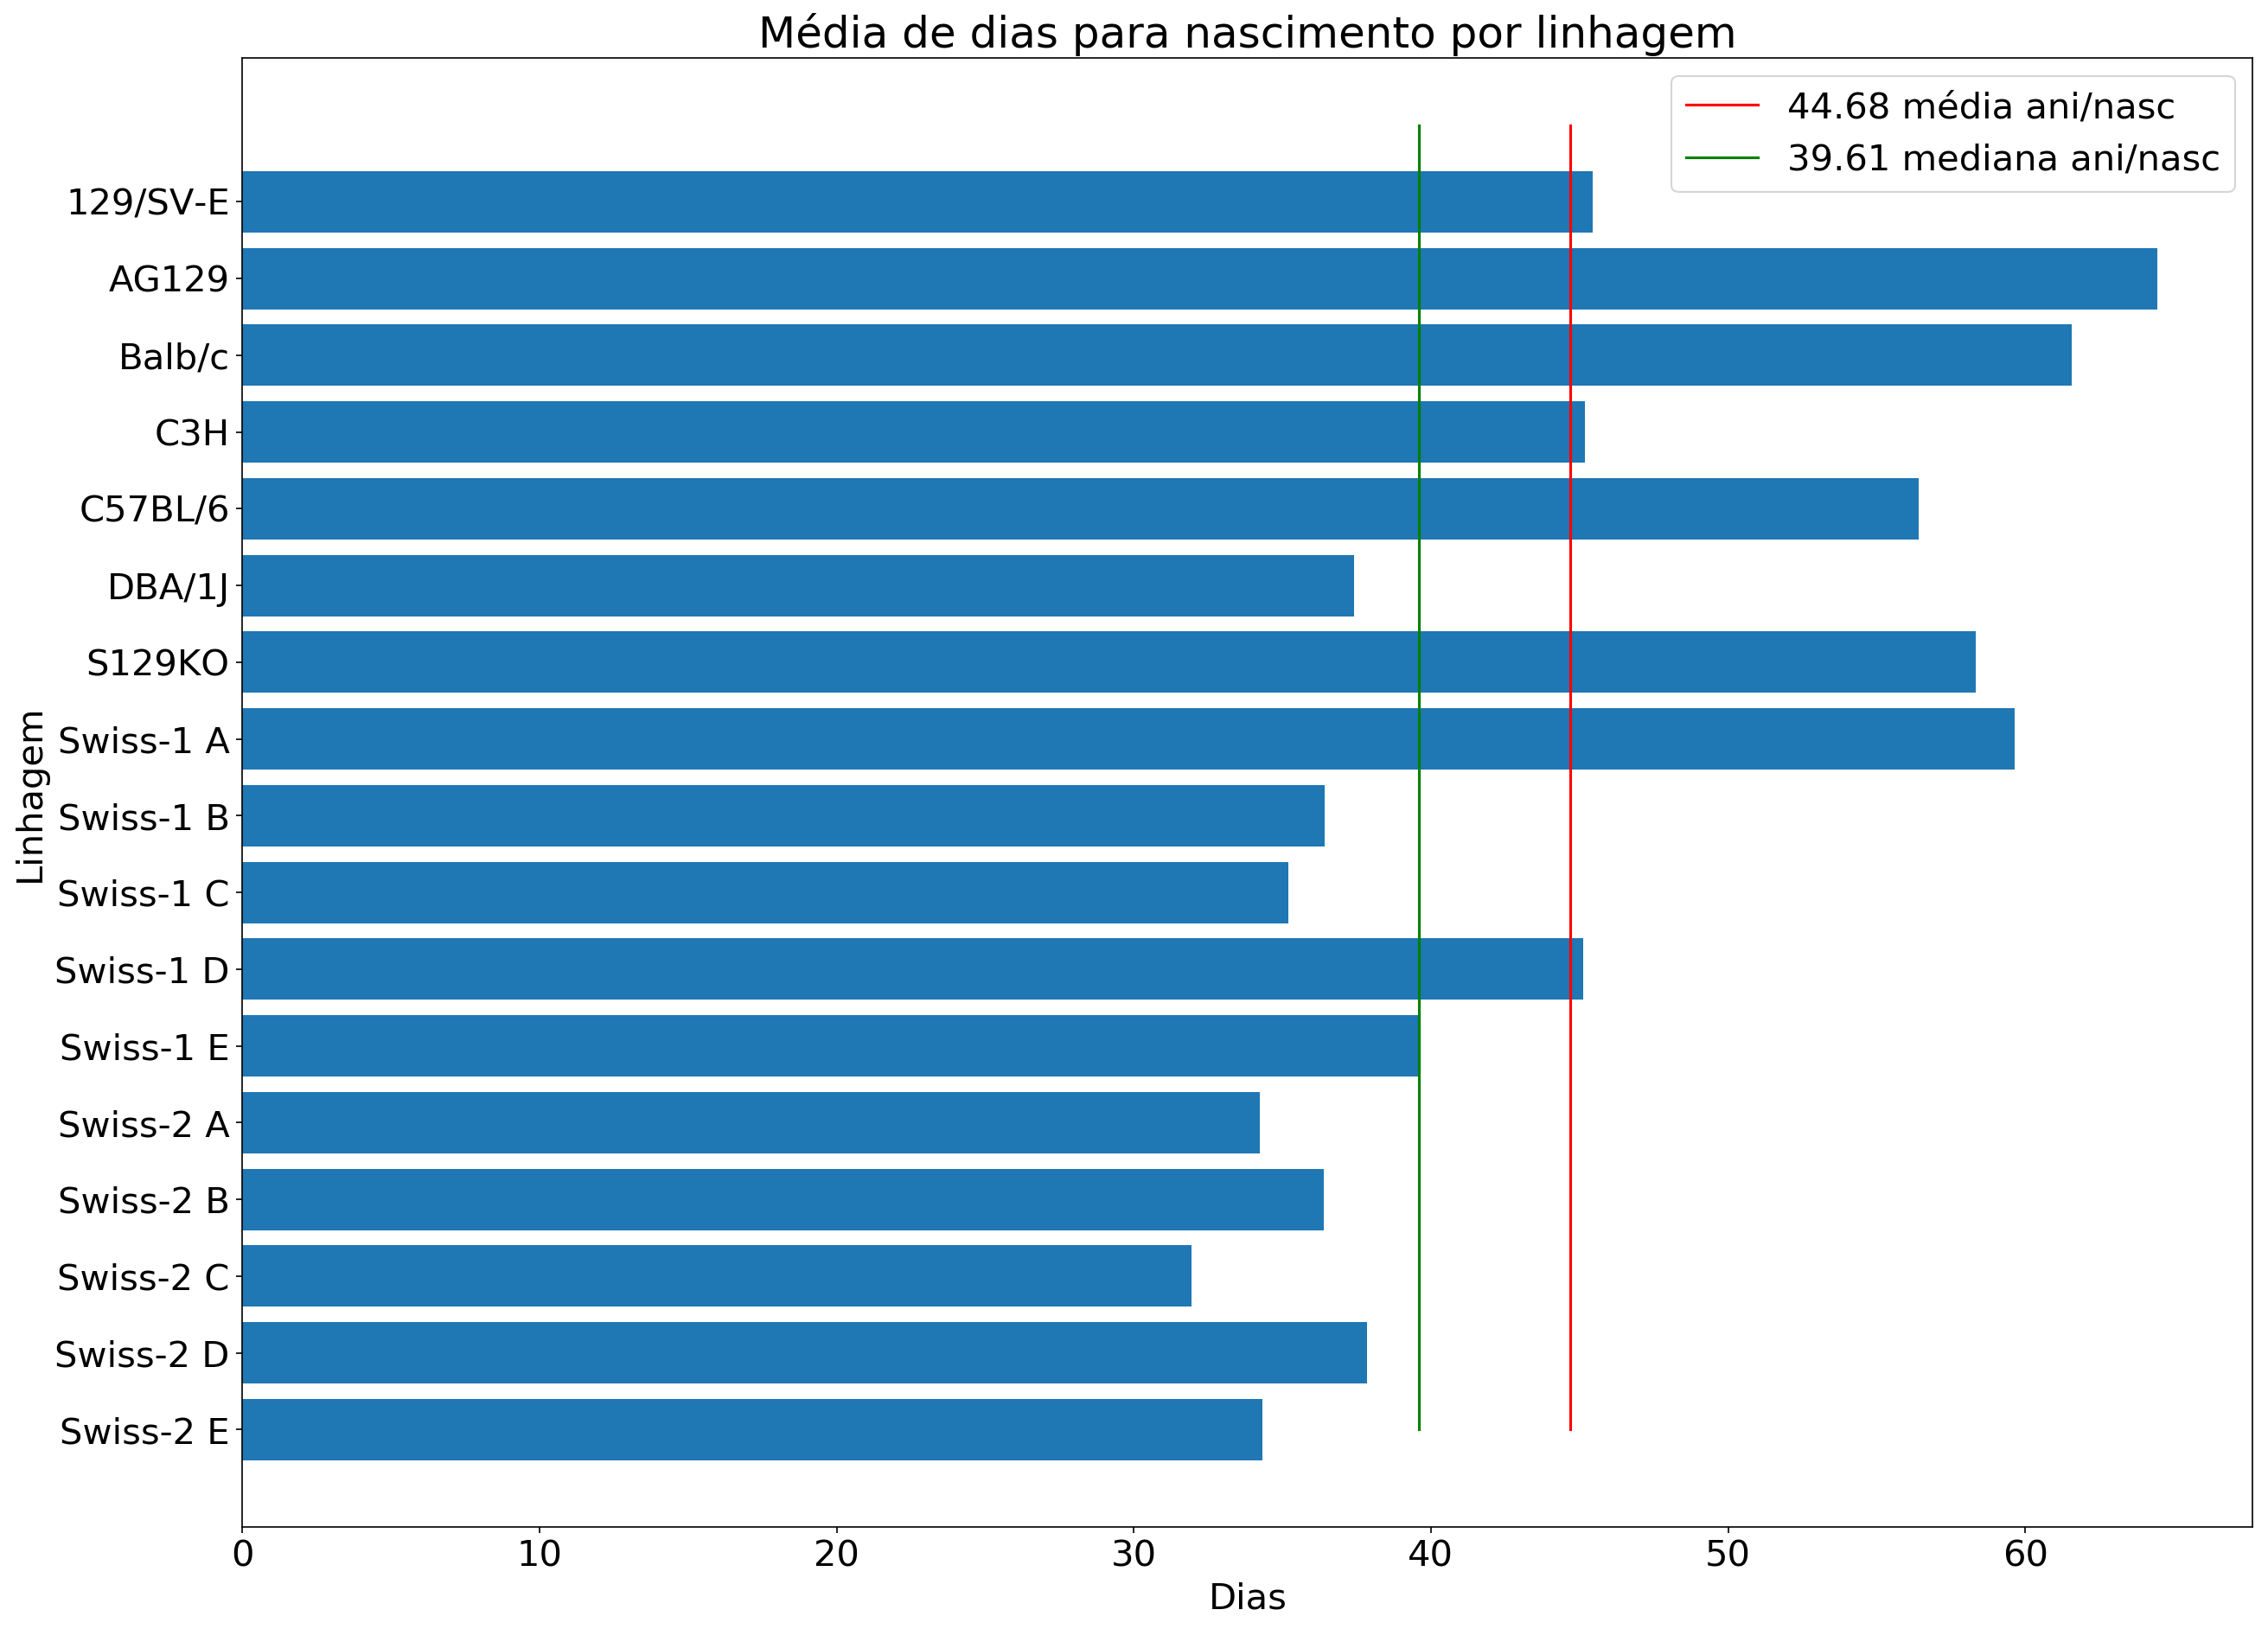 Média de dias para nascimento por linhagem
44.68 média ani/nasc
39.61 mediana ani/nasc
Linhagem
129/SV-E
AG129
Balb/c
C3H
C57BL/6
DBA/1J
S129KO
Swiss-1 A
Swiss-1 B
Swiss-1 C
Swiss-1 D
Swiss-1 E
Swiss-2 A
Swiss-2 B
Swiss-2 C
Swiss-2 D
Swiss-2 E
0 10 20 30 40 50 60
Dias